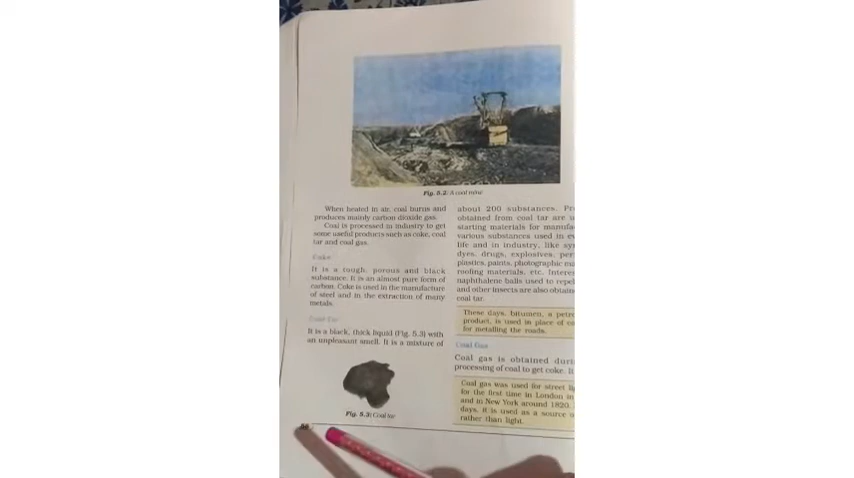 Fig. 5.2: A coal mine
When heated in air, coal burns and
produces mainly carbon dioxide gas.
Coal is processed in industry to get
some useful products such as coke, coal
tar and coal gas.
Coke
It is a tough, porous and black
substance. It is an almost pure form of
carbon. Coke is used in the manufacture
of steel and in the extraction of many
metals.
Coal Tar
It is a black, thick liquid (Fig. 5.3) with
an unpleasant smell. It is a mixture of
Fig. 5.3: Coal tar
about 200 substances. Pr
obtained from coal tar are u
starting materials for manufa
various substances used in ev
life and in industry, like sy
dyes, drugs, explosives, per
plastics, paints, photographic ma
roofing materials, etc. Interes
naphthalene balls used to repel
and other insects are also obtain
coal tar.
These days, bitumen, a petro
product, is used in place of co
for metalling the roads.
Coal Gas
Coal gas is obtained duri
processing of coal to get coke. It
Coal gas was used for street lig
for the first time in London in
and in New York around 1820.
days, it is used as a source o
rather than light.